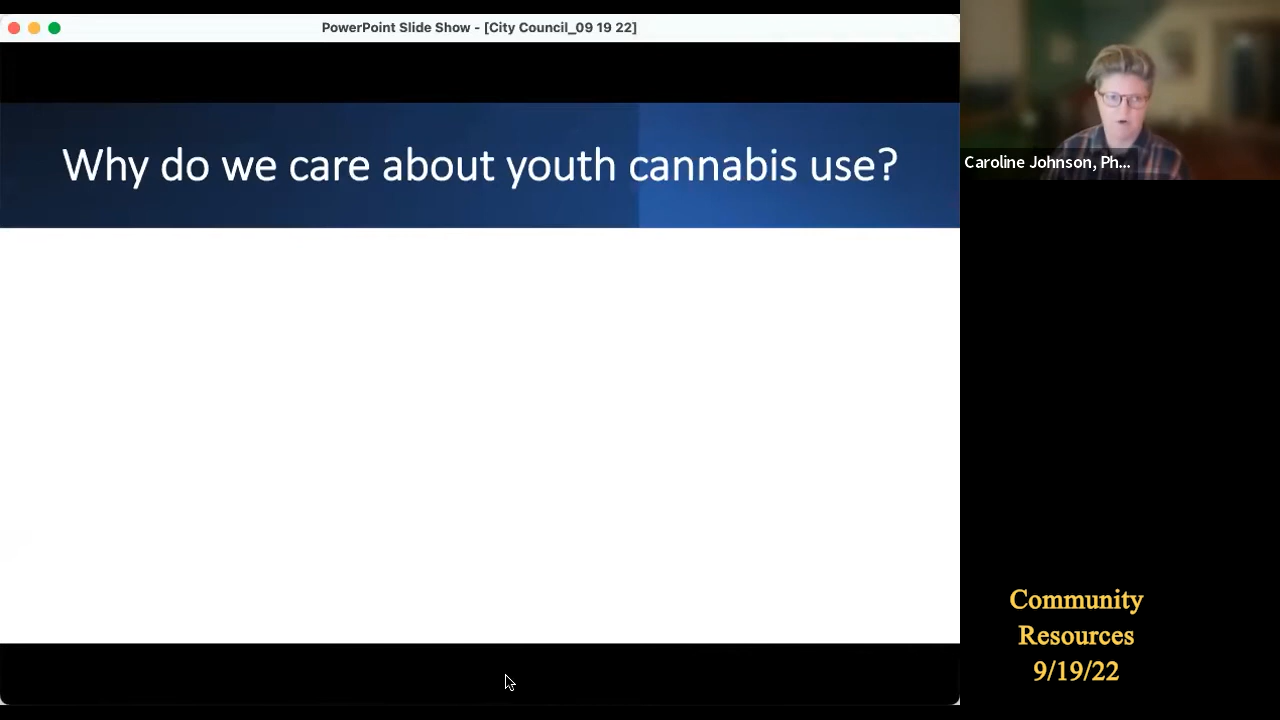 PowerPoint Slide Show - [City Council_09 19 22]
Why do we care about youth cannabis use?
Caroline Johnson, Ph...
Community
Resources
9/19/22